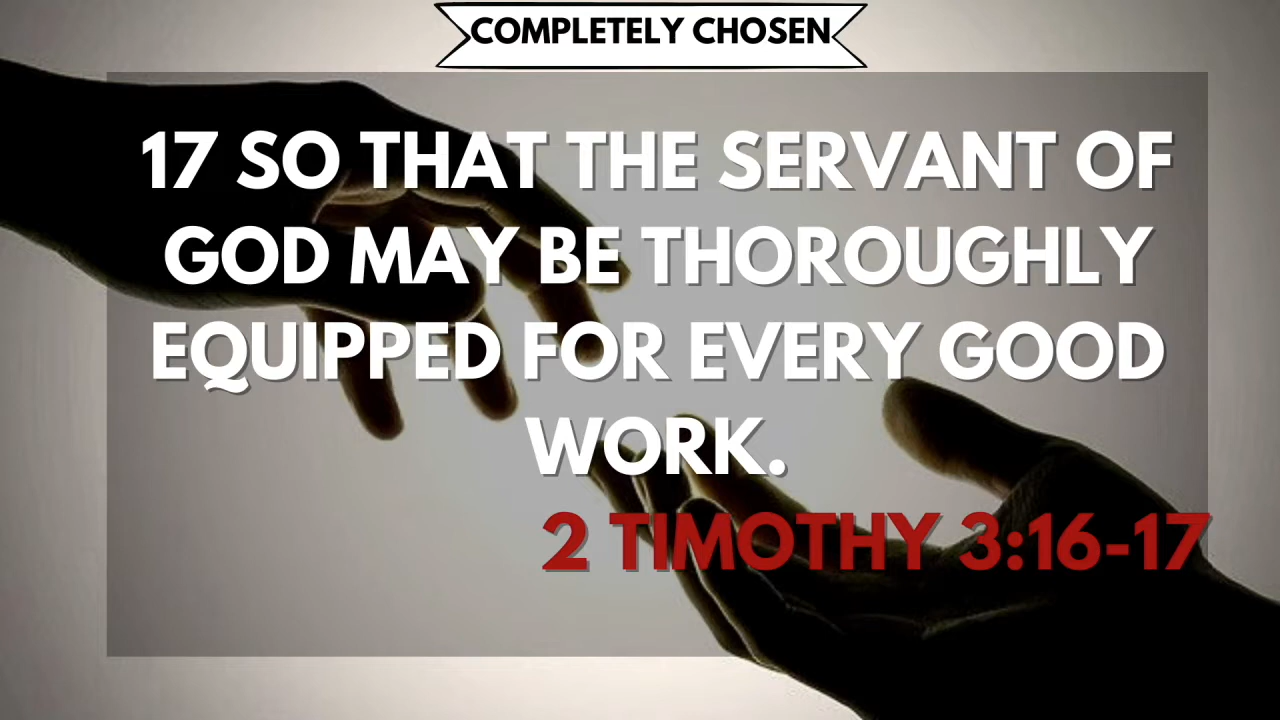 COMPLETELY CHOSEN
17 SO THAT THE SERVANT OF
GOD MAY BE THOROUGHLY
EQUIPPED FOR EVERY GOOD
WORK.
2 TIMOTHY 3:16-17